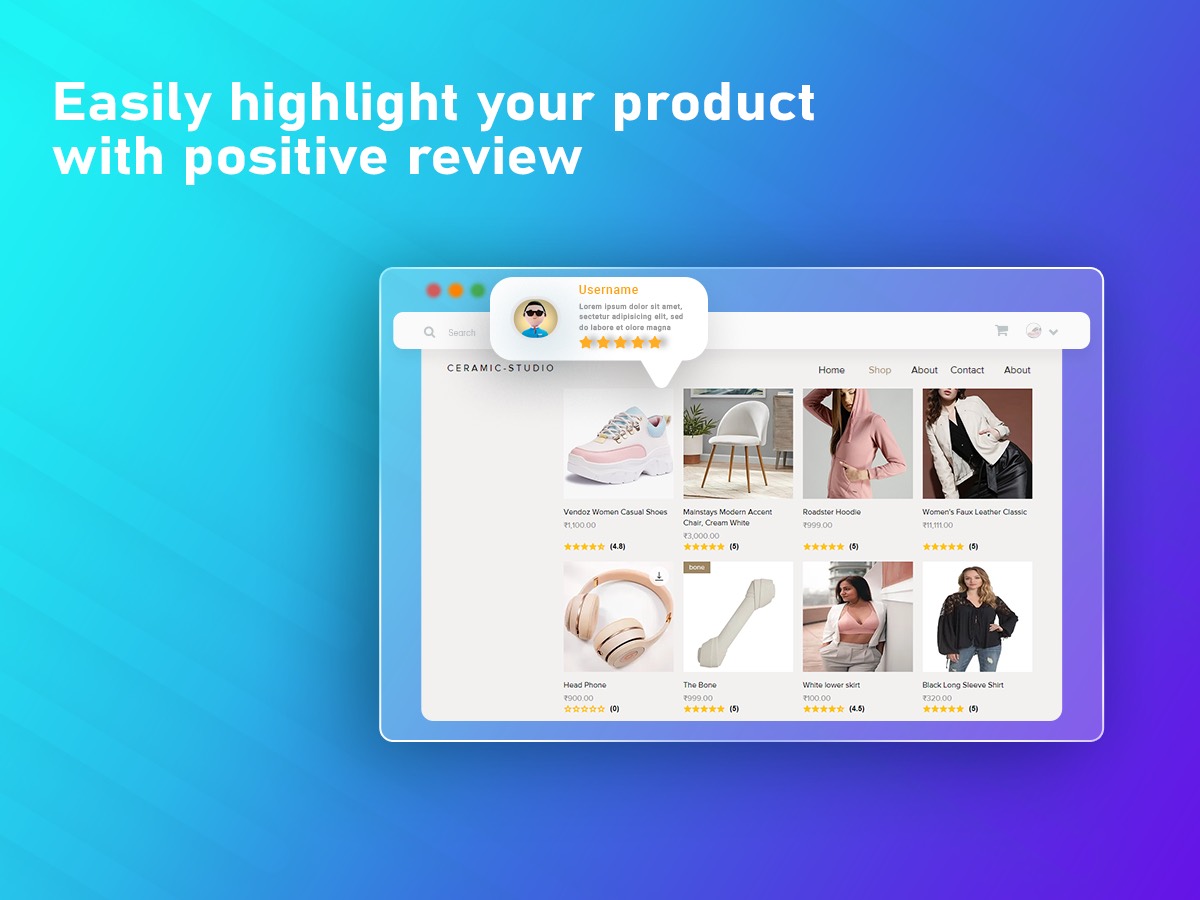 Easily highlight your product
with positive review
Username
Lorem ipsum dolor sit amet,
sectetur adipisicing elit, sed
do labore et olore magna
Search
CERAMIC-STUDIO
Home Shop About Contact About
Vendoz Women Casual Shoes
₹1,100.00
(4.8)
Mainstays Modern Accent
Chair, Cream White
₹3,000.00
(5)
Roadster Hoodie
₹999.00
(5)
Women's Faux Leather Classic
₹11,111.00
(5)
Head Phone
₹900.00
(0)
bone
The Bone
₹999.00
(5)
White lower skirt
₹100.00
(4.5)
Black Long Sleeve Shirt
₹320.00
(5)